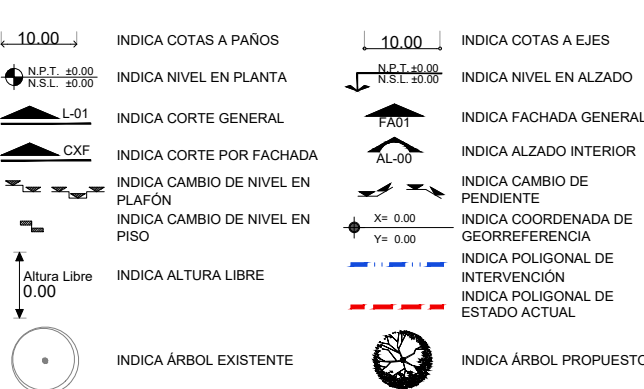 10.00 INDICA COTAS A PAÑOS
N.P.T. ±0.00
N.S.L. ±0.00
INDICA NIVEL EN PLANTA
L-01 INDICA CORTE GENERAL
CXF INDICA CORTE POR FACHADA
INDICA CAMBIO DE NIVEL EN
PLAFÓN
INDICA CAMBIO DE NIVEL EN
PISO
Altura Libre
0.00
INDICA ALTURA LIBRE
INDICA ÁRBOL EXISTENTE
10.00 INDICA COTAS A EJES
N.P.T. ±0.00
N.S.L. ±0.00
INDICA NIVEL EN ALZADO
FA01
INDICA FACHADA GENERAL
AL-00
INDICA ALZADO INTERIOR
INDICA CAMBIO DE
PENDIENTE
X= 0.00
Y= 0.00
INDICA COORDENADA DE
GEORREFERENCIA
INDICA POLIGONAL DE
INTERVENCIÓN
INDICA POLIGONAL DE
ESTADO ACTUAL
INDICA ÁRBOL PROPUESTO